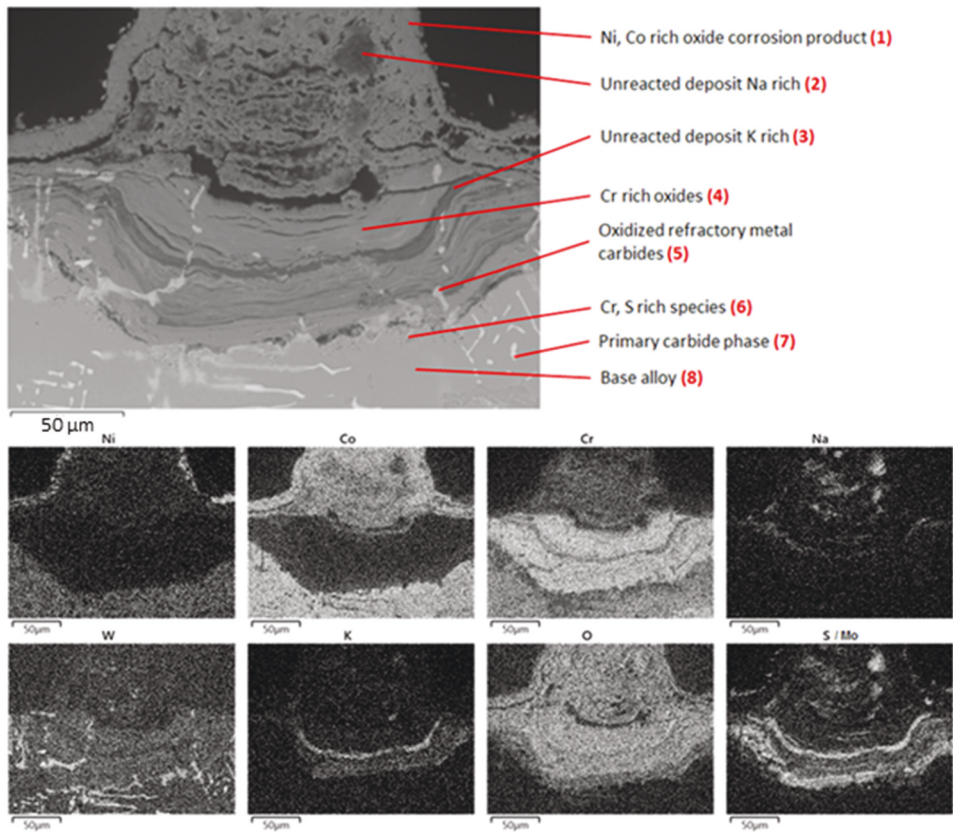 Ni, Co rich oxide corrosion product (1)
Unreacted deposit Na rich (2)
Unreacted deposit K rich (3)
Cr rich oxides (4)
Oxidized refractory metal
carbides (5)
Cr, S rich species (6)
Primary carbide phase (7)
Base alloy (8)
50 µm
Ni
Co
Cr
Na
50µm
50µm
50µm
50µm
W
K
O
S / Mo
50µm
50µm
50µm
50µm